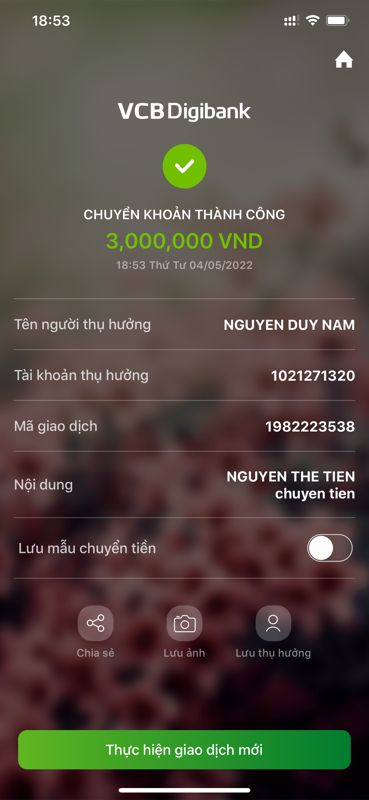 18:53
VCB Digibank
CHUYỂN KHOẢN THÀNH CÔNG
3,000,000 VND
18:53 Thứ Tư 04/05/2022
Tên người thụ hưởng NGUYEN DUY NAM
Tài khoản thụ hưởng 1021271320
Mã giao dịch 1982223538
Nội dung NGUYEN THE TIEN
chuyen tien
Lưu mẫu chuyển tiền
Chia sẻ Lưu ảnh Lưu thụ hưởng
Thực hiện giao dịch mới